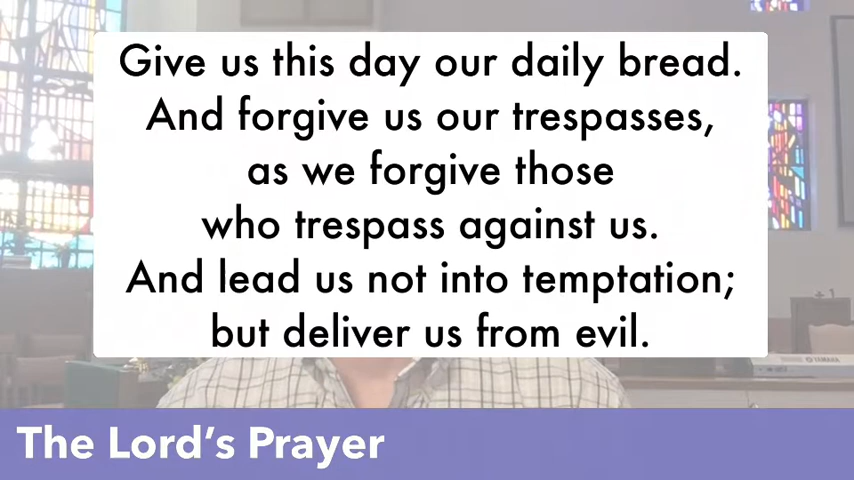 Give us this day our daily bread.
And forgive us our trespasses,
as we forgive those
who trespass against us.
And lead us not into temptation;
but deliver us from evil.
The Lord's Prayer
YAMAHA